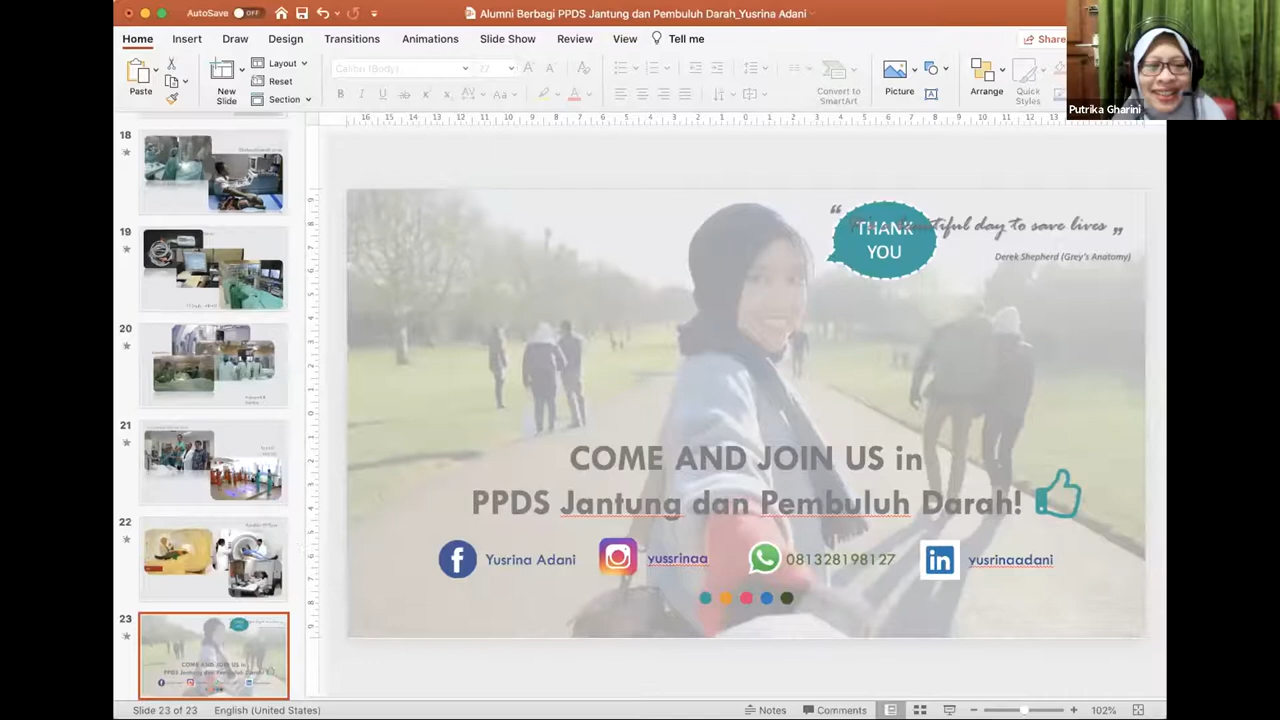 AutoSave OFF
Alumni Berbagi PPDS Jantung dan Pembuluh Darah_Yusrina Adani
Home Insert Draw Design Transitions Animations Slide Show Review View Tell me
Share
Paste
New
Slide
Layout
Reset
Section
Calibri (Body) 77
Convert to
SmartArt
Picture
Arrange
Quick
Styles
Putrika Gharini
18
19
20
21
22
23
THANK
YOU
beautiful day to save lives
Derek Shepherd (Grey's Anatomy)
COME AND JOIN US in
PPDS Jantung dan Pembuluh Darah!
Yusrina Adani yussrinaa 081328198127 yusrinaadani
Slide 23 of 23 English (United States)
Notes Comments 102%